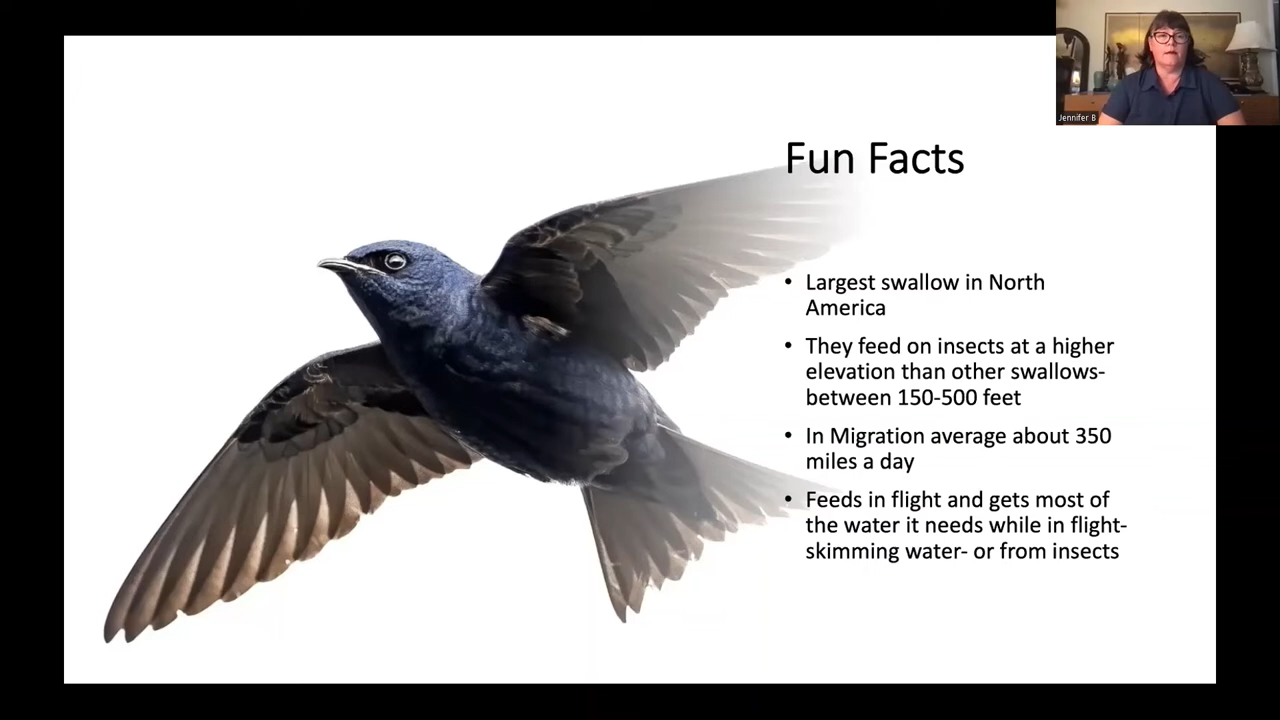 Jennifer B
Fun Facts
• Largest swallow in North
America
• They feed on insects at a higher
elevation than other swallows-
between 150-500 feet
• In Migration average about 350
miles a day
• Feeds in flight and gets most of
the water it needs while in flight-
skimming water- or from insects